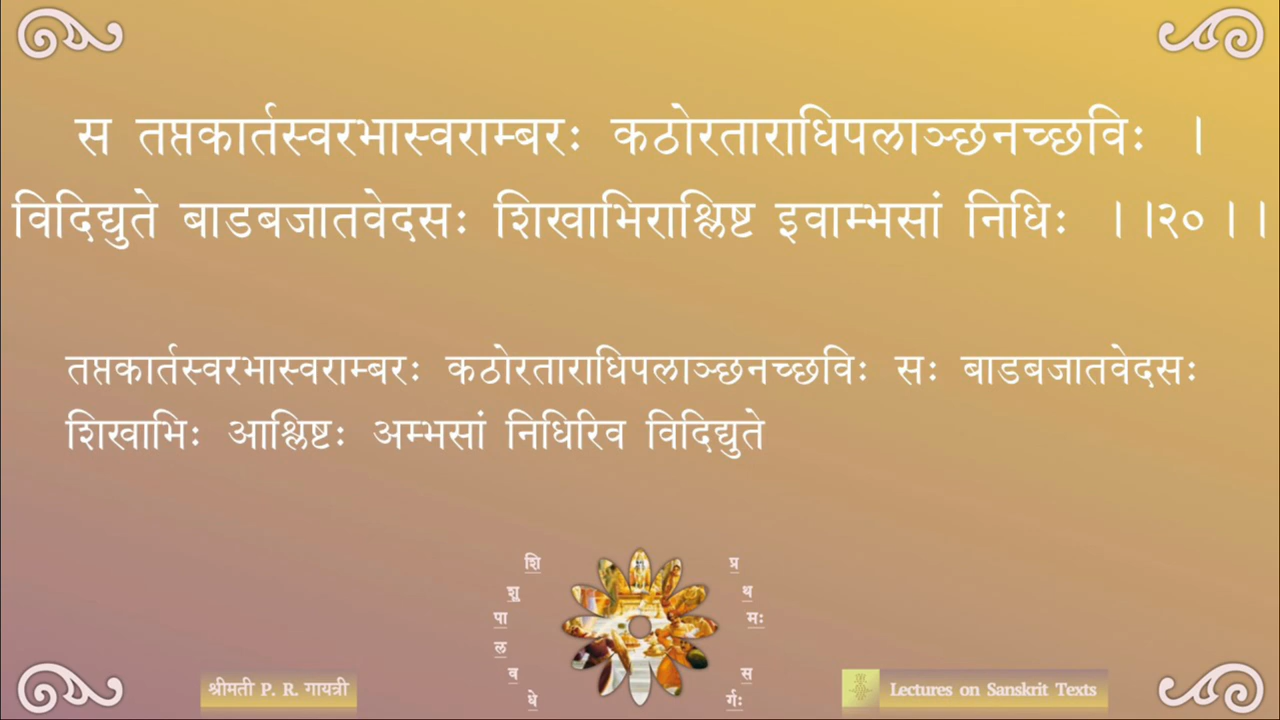 स तप्तकार्तस्वरभास्वराम्बरः कठोरताराधिपलाञ्छनच्छविः ।
विदिद्युते बाडबजातवेदसः शिखाभिराश्लिष्ट इवाम्भसां निधिः ।।२०।।
तप्तकार्तस्वरभास्वराम्बरः कठोरताराधिपलाञ्छनच्छविः सः बाडबजातवेदसः
शिखाभिः आश्लिष्टः अम्भसां निधिरिव विदिद्युते
शिशुपालवधे
प्रथमः सर्गः
श्रीमती P. R. गायत्री
Lectures on Sanskrit Texts